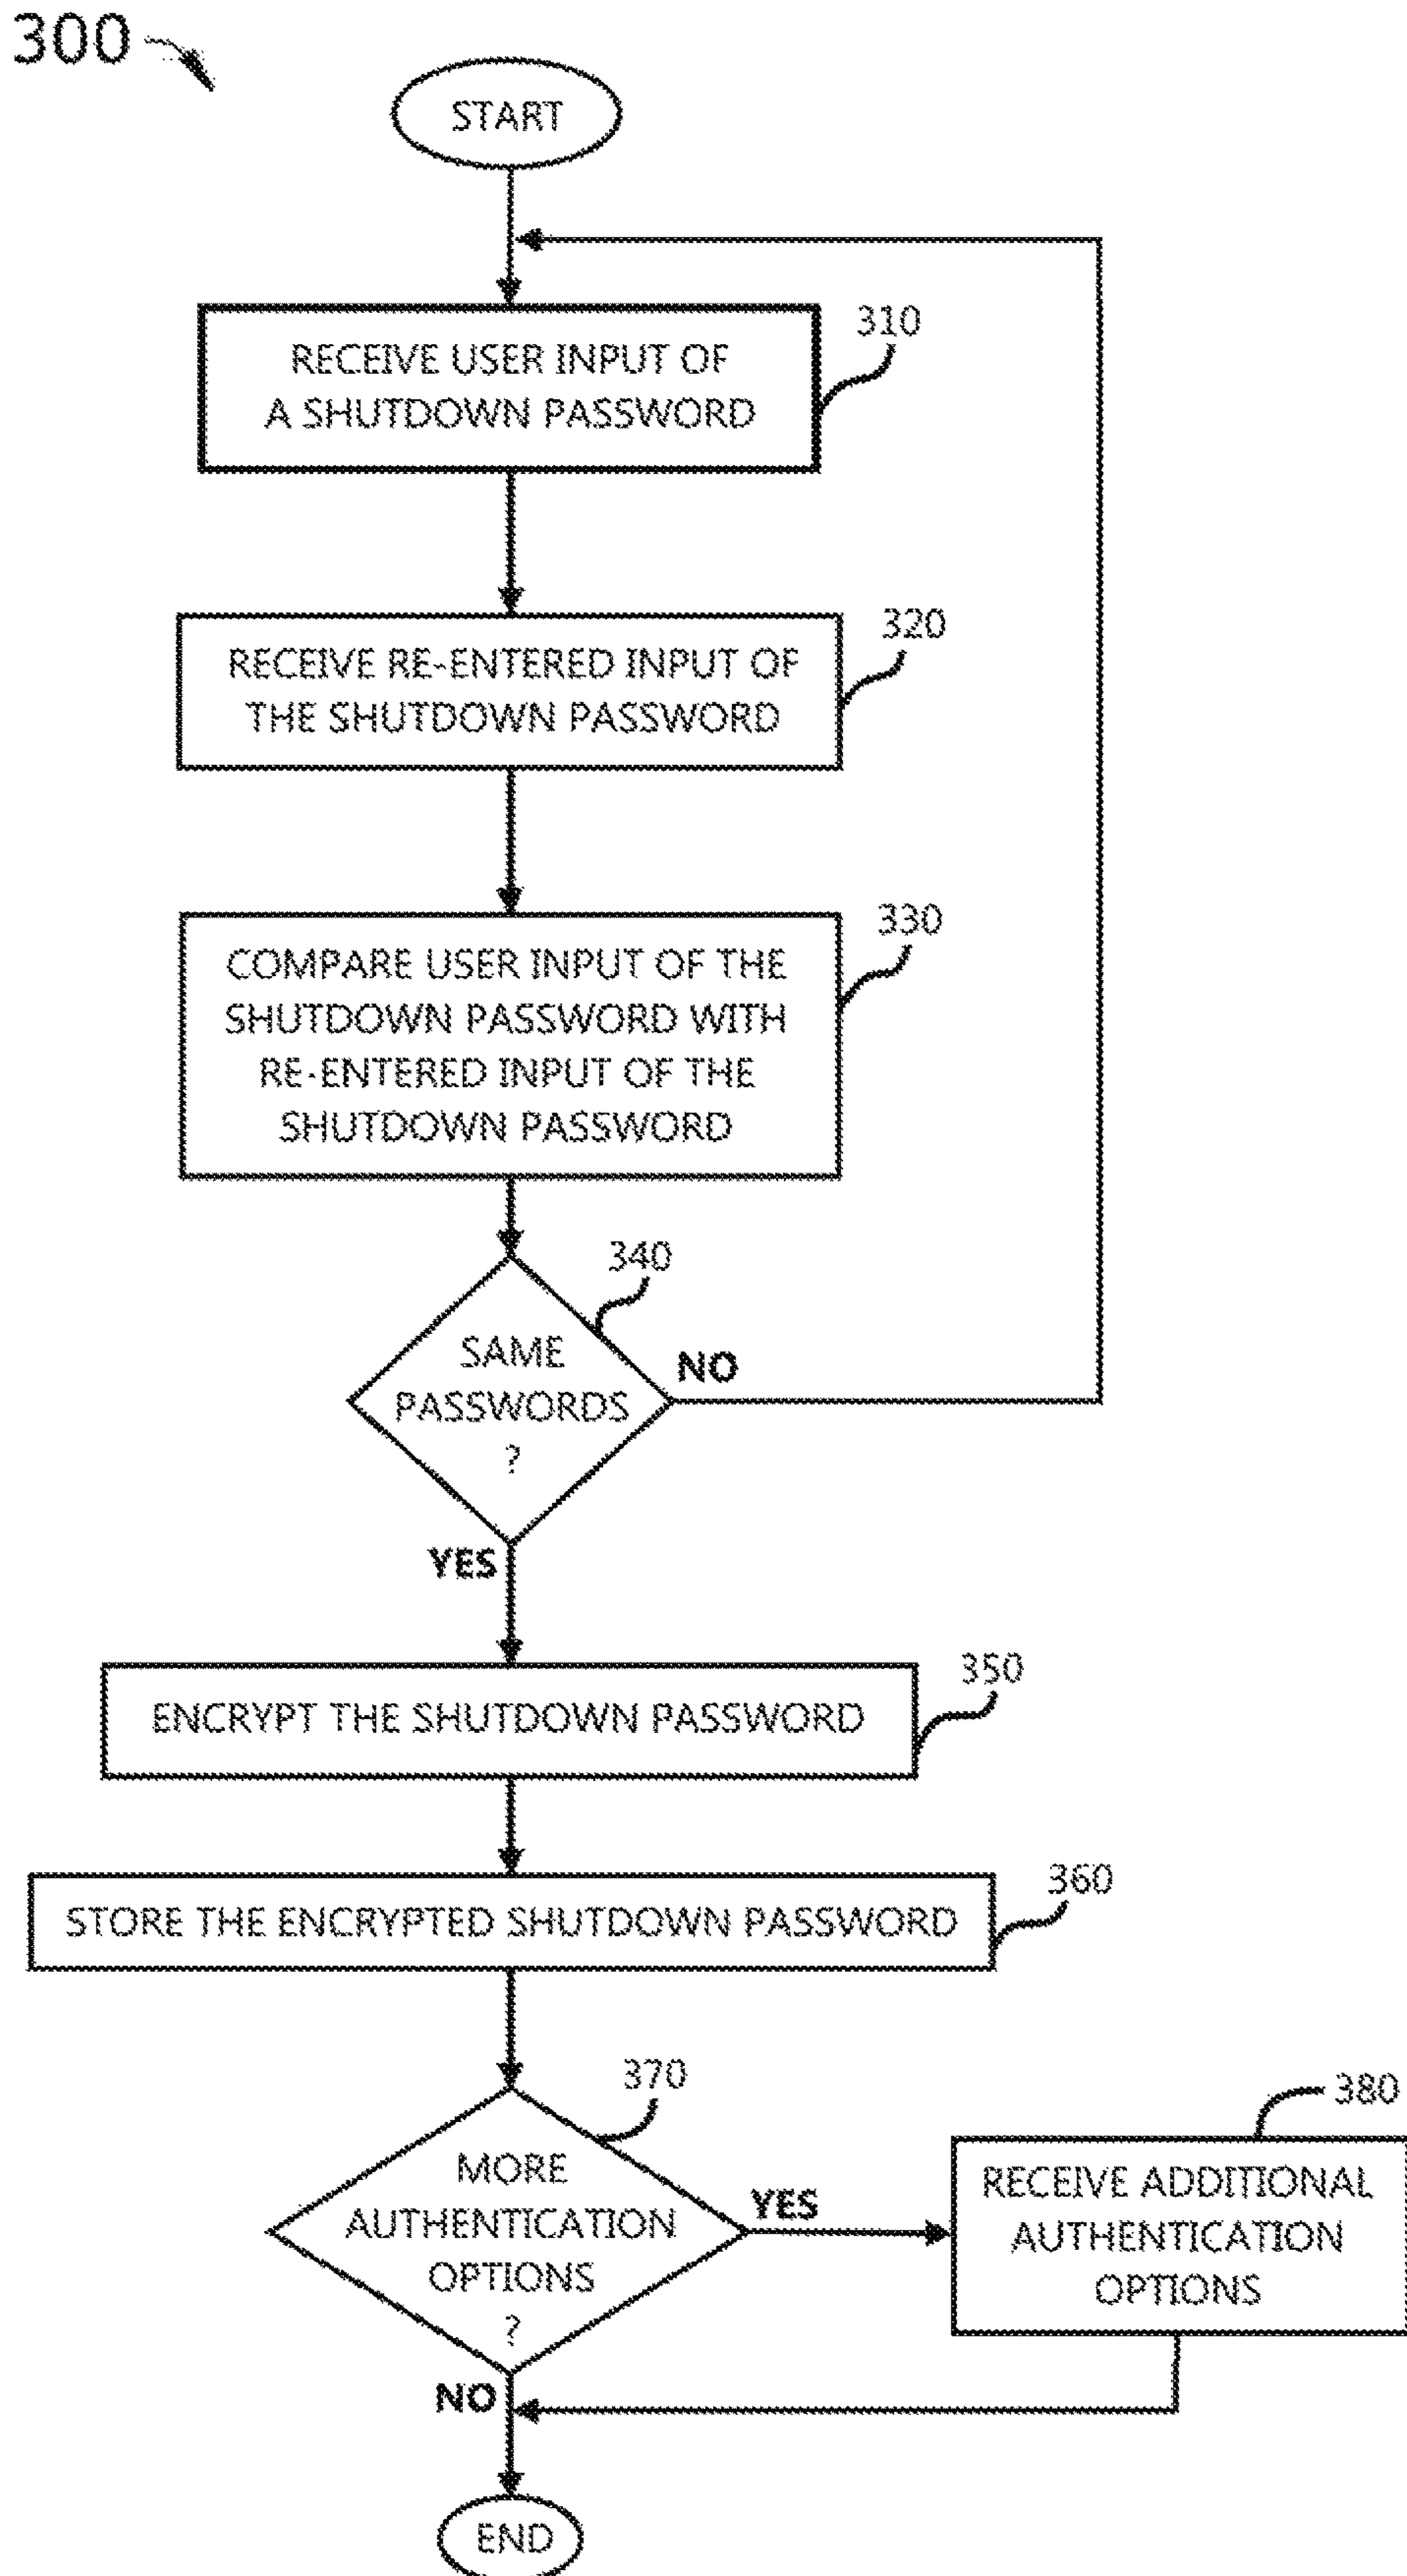 300
START
310
RECEIVE USER INPUT OF
A SHUTDOWN PASSWORD
320
RECEIVE RE-ENTERED INPUT OF
THE SHUTDOWN PASSWORD
330
COMPARE USER INPUT OF THE
SHUTDOWN PASSWORD WITH
RE-ENTERED INPUT OF THE
SHUTDOWN PASSWORD
340
SAME
PASSWORDS
?
NO
YES
350
ENCRYPT THE SHUTDOWN PASSWORD
360
STORE THE ENCRYPTED SHUTDOWN PASSWORD
370
MORE
AUTHENTICATION
OPTIONS
?
YES
380
RECEIVE ADDITIONAL
AUTHENTICATION
OPTIONS
NO
END